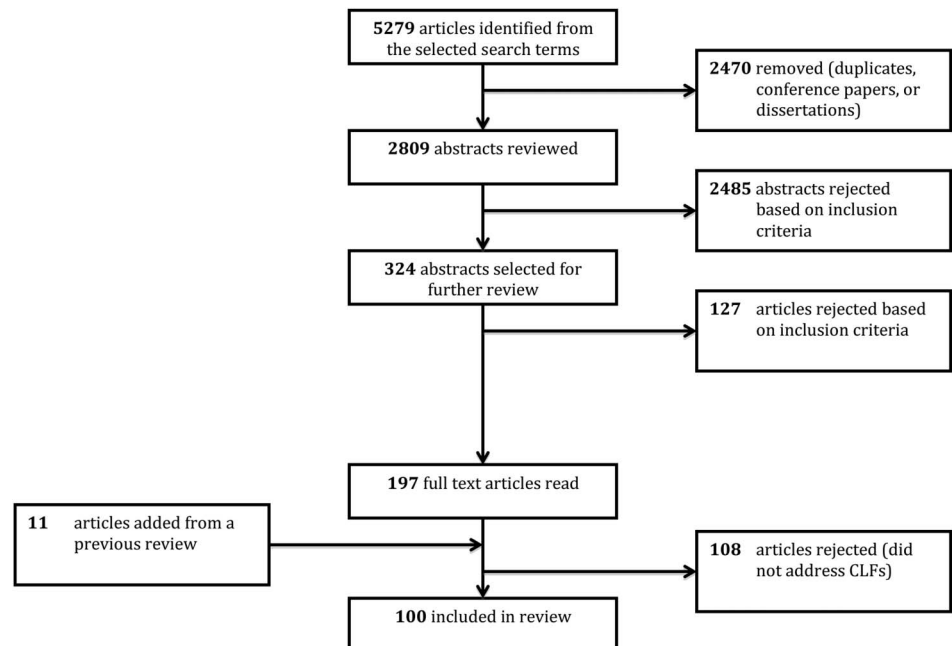 5279 articles identified from
the selected search terms
2470 removed (duplicates,
conference papers, or
dissertations)
2809 abstracts reviewed
2485 abstracts rejected
based on inclusion
criteria
324 abstracts selected for
further review
127 articles rejected based
on inclusion criteria
197 full text articles read
11 articles added from a
previous review
108 articles rejected (did
not address CLFs)
100 included in review